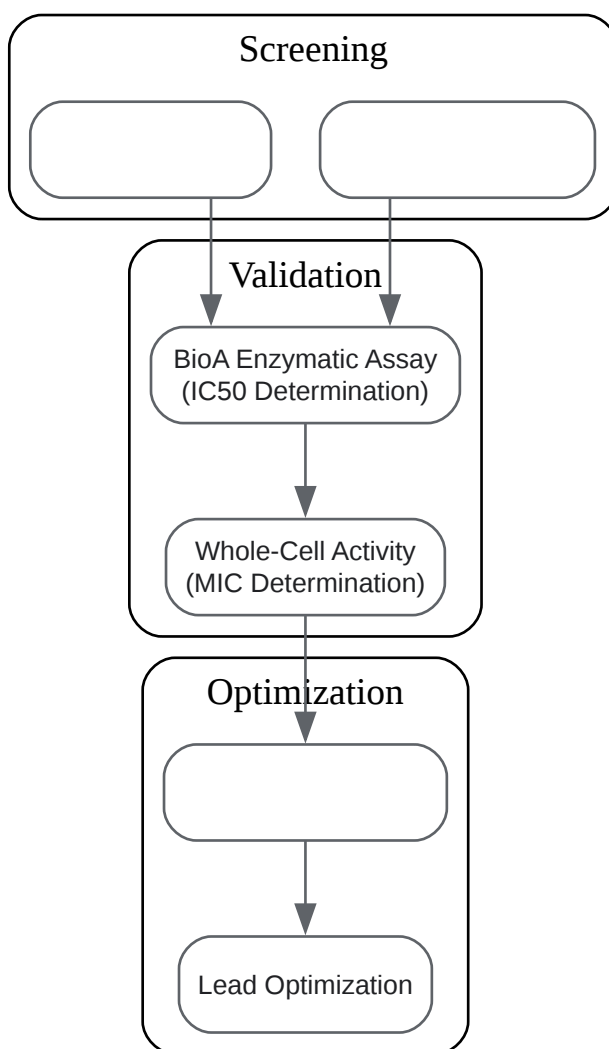 Screening
Validation
BioA Enzymatic Assay
(IC50 Determination)
Whole-Cell Activity
(MIC Determination)
Optimization
Lead Optimization